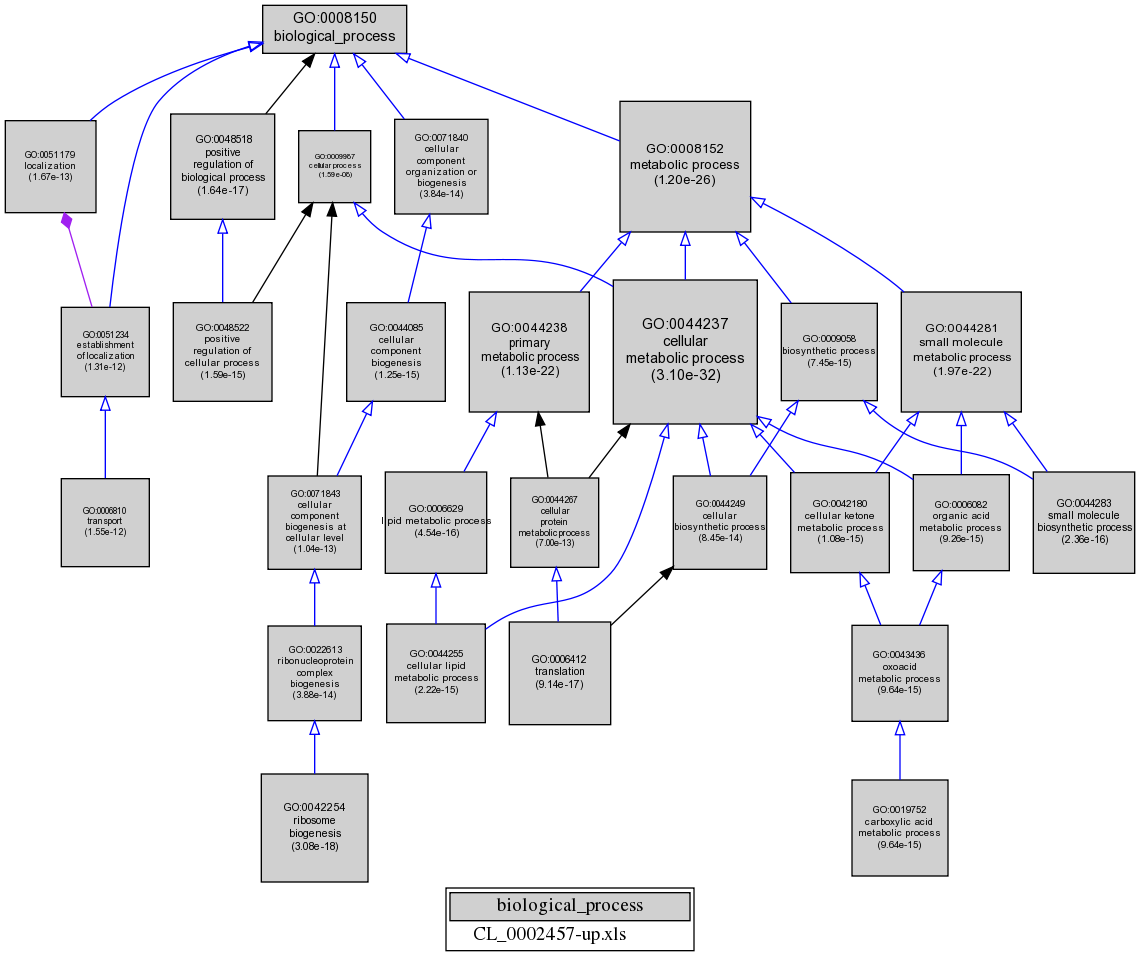 GO:0008150
biological_process
GO:0051179
localization
(1.67e-13)
GO:0048518
positive
regulation of
biological process
(1.64e-17)
GO:0009987
cellular process
(1.59e-06)
GO:0071840
cellular
component
organization or
biogenesis
(3.84e-14)
GO:0008152
metabolic process
(1.20e-26)
GO:0051234
establishment
of localization
(1.31e-12)
GO:0048522
positive
regulation of
cellular process
(1.59e-15)
GO:0044085
cellular
component
biogenesis
(1.25e-15)
GO:0044238
primary
metabolic process
(1.13e-22)
GO:0044237
cellular
metabolic process
(3.10e-32)
GO:0009058
biosynthetic process
(7.45e-15)
GO:0044281
small molecule
metabolic process
(1.97e-22)
GO:0006810
transport
(1.55e-12)
GO:0071843
cellular
component
biogenesis at
cellular level
(1.04e-13)
GO:0006629
lipid metabolic process
(4.54e-16)
GO:0044267
cellular
protein
metabolic process
(7.00e-13)
GO:0044249
cellular
biosynthetic process
(8.45e-14)
GO:0042180
cellular ketone
metabolic process
(1.08e-15)
GO:0006082
organic acid
metabolic process
(9.26e-15)
GO:0044283
small molecule
biosynthetic process
(2.36e-16)
GO:0022613
ribonucleoprotein
complex
biogenesis
(3.88e-14)
GO:0044255
cellular lipid
metabolic process
(2.22e-15)
GO:0006412
translation
(9.14e-17)
GO:0043436
oxoacid
metabolic process
(9.64e-15)
GO:0042254
ribosome
biogenesis
(3.08e-18)
GO:0019752
carboxylic acid
metabolic process
(9.64e-15)
biological_process
CL_0002457-up.xls